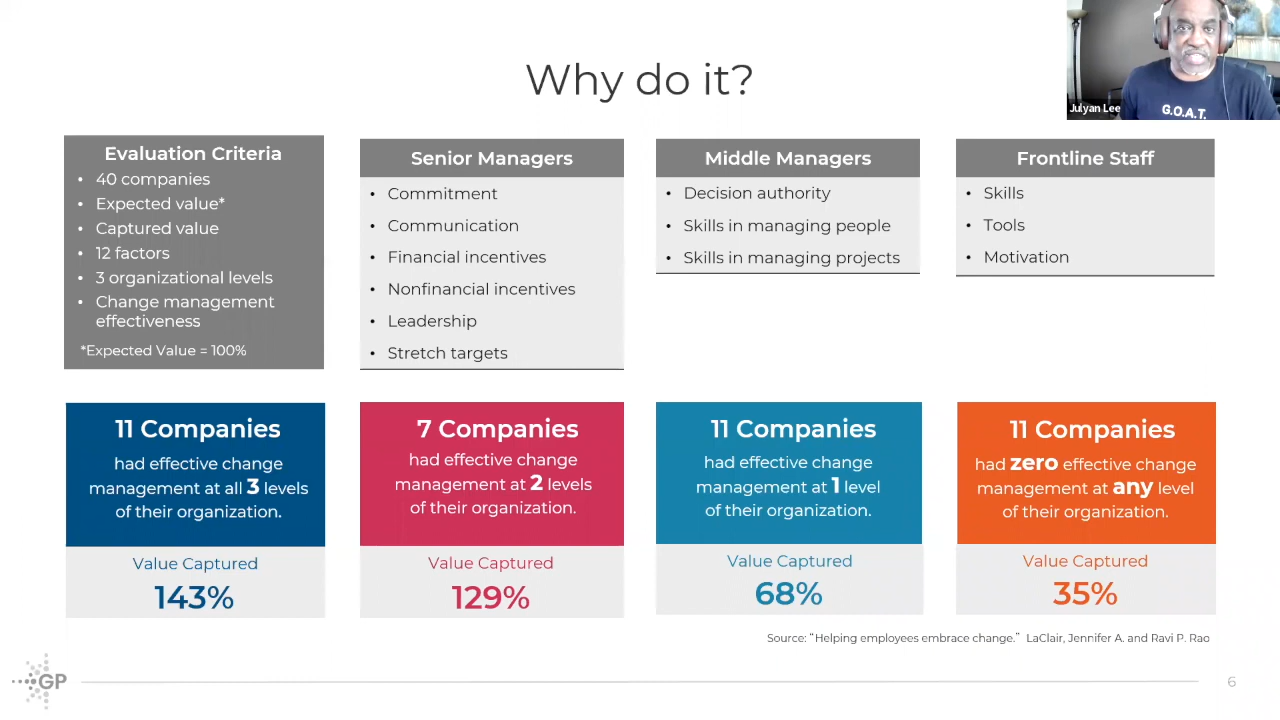 Why do it?
Julyan Lee
G.O.A.T.
Evaluation Criteria
• 40 companies
• Expected value*
• Captured value
• 12 factors
• 3 organizational levels
• Change management
effectiveness
*Expected Value = 100%
Senior Managers
• Commitment
• Communication
• Financial incentives
• Nonfinancial incentives
• Leadership
• Stretch targets
Middle Managers
• Decision authority
• Skills in managing people
• Skills in managing projects
Frontline Staff
• Skills
• Tools
• Motivation
11 Companies
had effective change
management at all 3 levels
of their organization.
Value Captured
143%
7 Companies
had effective change
management at 2 levels
of their organization.
Value Captured
129%
11 Companies
had effective change
management at 1 level
of their organization.
Value Captured
68%
11 Companies
had zero effective change
management at any level
of their organization.
Value Captured
35%
Source: “Helping employees embrace change.” LaClair, Jennifer A. and Ravi P. Rao
GP
6